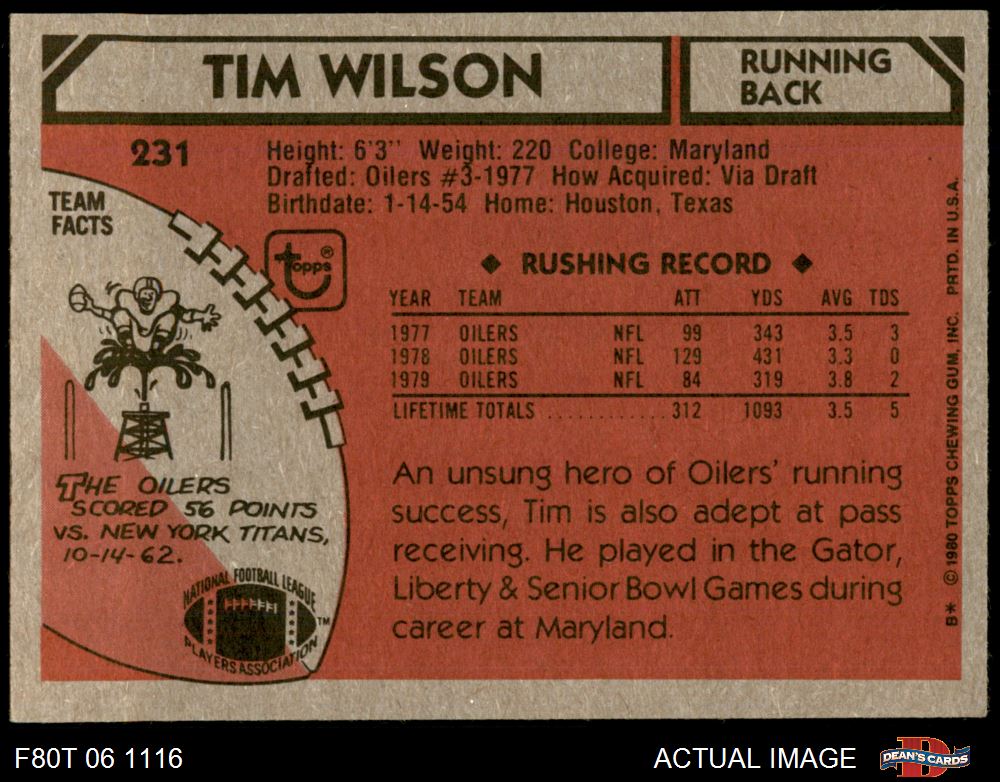 TIM WILSON
RUNNING
BACK
231
Height: 6'3" Weight: 220 College: Maryland
Drafted: Oilers #3-1977 How Acquired: Via Draft
Birthdate: 1-14-54 Home: Houston, Texas
TEAM
FACTS
topps®
◆ RUSHING RECORD ◆
YEAR TEAM ATT YDS AVG TDS
1977 OILERS NFL 99 343 3.5 3
1978 OILERS NFL 129 431 3.3 0
1979 OILERS NFL 84 319 3.8 2
LIFETIME TOTALS ............ 312 1093 3.5 5
THE OILERS
SCORED 56 POINTS
VS. NEW YORK TITANS,
10-14-62.
NATIONAL FOOTBALL LEAGUE
PLAYERS ASSOCIATION
TM
An unsung hero of Oilers' running
success, Tim is also adept at pass
receiving. He played in the Gator,
Liberty & Senior Bowl Games during
career at Maryland.
B* © 1980 TOPPS CHEWING GUM, INC. PRTD. IN U.S.A.
F80T 06 1116
ACTUAL IMAGE
D
DEAN'S CARDS